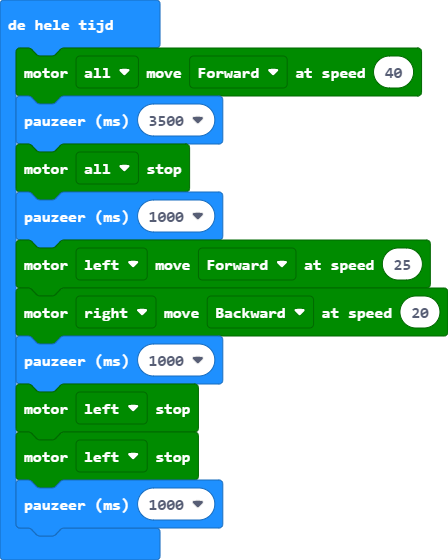 de hele tijd
motor all move Forward at speed 40
pauzeer (ms) 3500
motor all stop
pauzeer (ms) 1000
motor left move Forward at speed 25
motor right move Backward at speed 20
pauzeer (ms) 1000
motor left stop
motor left stop
pauzeer (ms) 1000